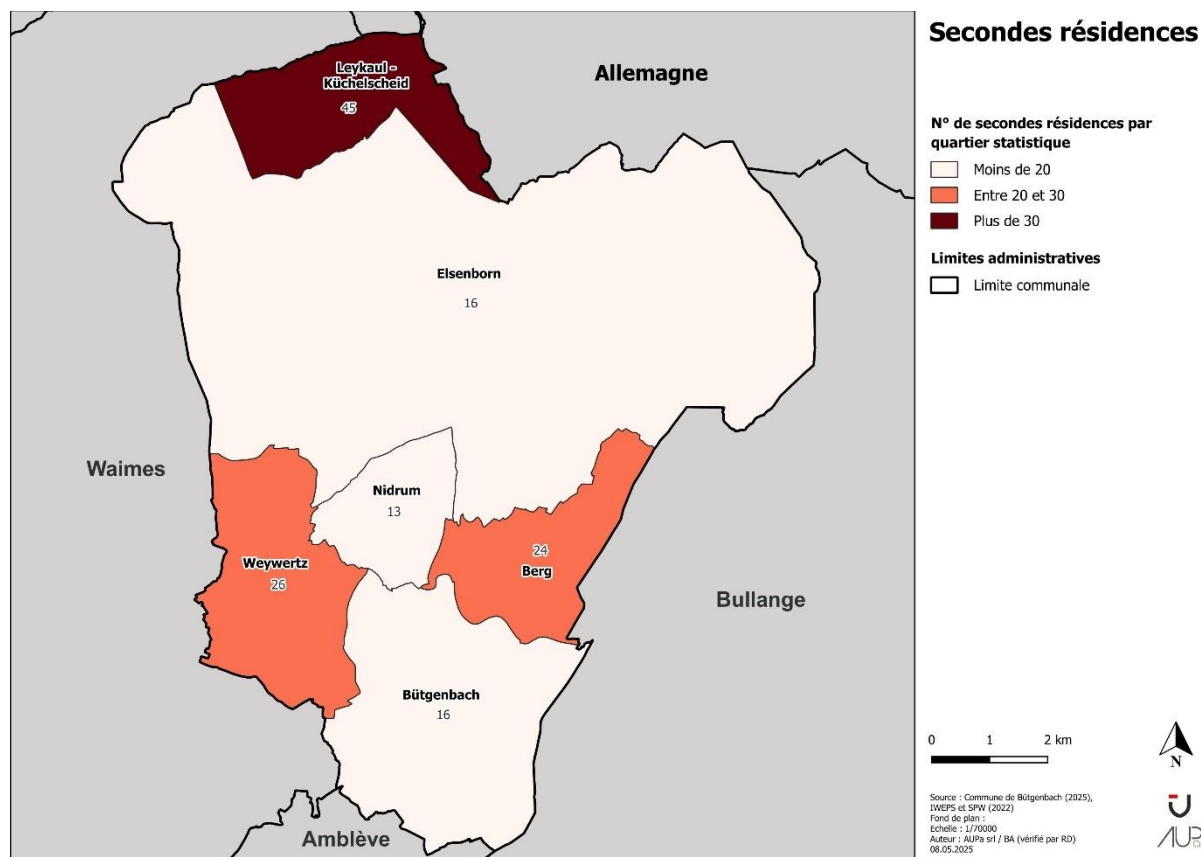 Secondes résidences
Allemagne
Leykaul -
Küchelscheid
45
Elsenborn
16
Waimes
Nidrum
13
Weywertz
26
24
Berg
Bullange
Bütgenbach
16
Amblève
N° de secondes résidences par
quartier statistique
Moins de 20
Entre 20 et 30
Plus de 30
Limites administratives
Limite communale
0 1 2 km
N
Source : Commune de Bütgenbach (2025),
IWEPS et SPW (2022)
Fond de plan :
Echelle : 1/70000
Auteur : AUPa srl / BA (vérifié par RD)
08.05.2025